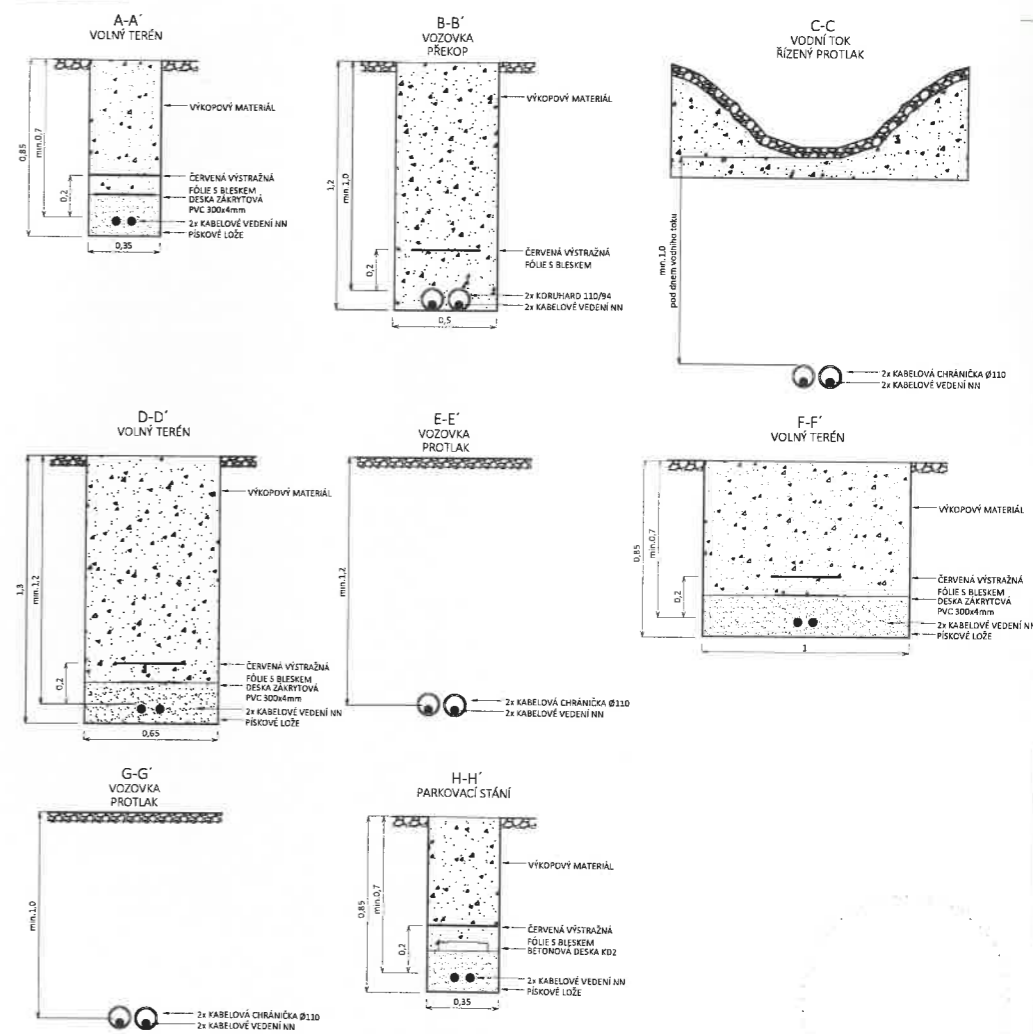 A-A´
VOLNÝ TERÉN
0,85
min.0,7
0,2
0,35
VÝKOPOVÝ MATERIÁL
ČERVENÁ VÝSTRAŽNÁ
FÓLIE S BLESKEM
DESKA ZÁKRYTOVÁ
PVC 300x4mm
2x KABELOVÉ VEDENÍ NN
PÍSKOVÉ LOŽE
B-B´
VOZOVKA
PŘEKOP
1,2
min 1,0
0,2
0,5
VÝKOPOVÝ MATERIÁL
ČERVENÁ VÝSTRAŽNÁ
FÓLIE S BLESKEM
2x KORUHARD 110/94
2x KABELOVÉ VEDENÍ NN
C-C
VODNÍ TOK
ŘÍZENÝ PROTLAK
min.1,0
pod dnem vodního toku
2x KABELOVÁ CHRÁNIČKA Ø110
2x KABELOVÉ VEDENÍ NN
D-D´
VOLNÝ TERÉN
1,3
min.1,2
0,2
0,65
VÝKOPOVÝ MATERIÁL
ČERVENÁ VÝSTRAŽNÁ
FÓLIE S BLESKEM
DESKA ZÁKRYTOVÁ
PVC 300x4mm
2x KABELOVÉ VEDENÍ NN
PÍSKOVÉ LOŽE
E-E´
VOZOVKA
PROTLAK
min.1,2
2x KABELOVÁ CHRÁNIČKA Ø110
2x KABELOVÉ VEDENÍ NN
F-F´
VOLNÝ TERÉN
0,85
min.0,7
0,2
1
VÝKOPOVÝ MATERIÁL
ČERVENÁ VÝSTRAŽNÁ
FÓLIE S BLESKEM
DESKA ZÁKRYTOVÁ
PVC 300x4mm
2x KABELOVÉ VEDENÍ NN
PÍSKOVÉ LOŽE
G-G´
VOZOVKA
PROTLAK
min.1,0
2x KABELOVÁ CHRÁNIČKA Ø110
2x KABELOVÉ VEDENÍ NN
H-H´
PARKOVACÍ STÁNÍ
0,85
min.0,7
0,2
0,35
VÝKOPOVÝ MATERIÁL
ČERVENÁ VÝSTRAŽNÁ
FÓLIE S BLESKEM
BETONOVÁ DESKA KD2
2x KABELOVÉ VEDENÍ NN
PÍSKOVÉ LOŽE